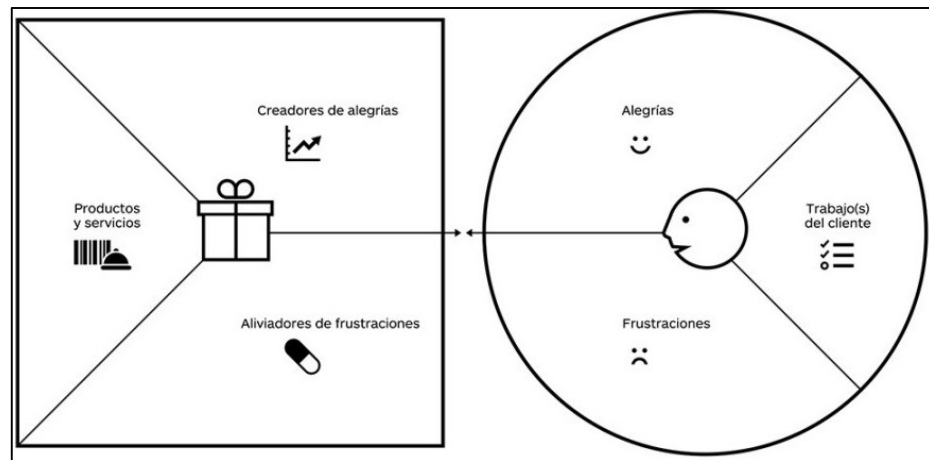 Creadores de alegrías
Productos
y servicios
Aliviadores de frustraciones
Alegrías
Trabajo(s)
del cliente
Frustraciones